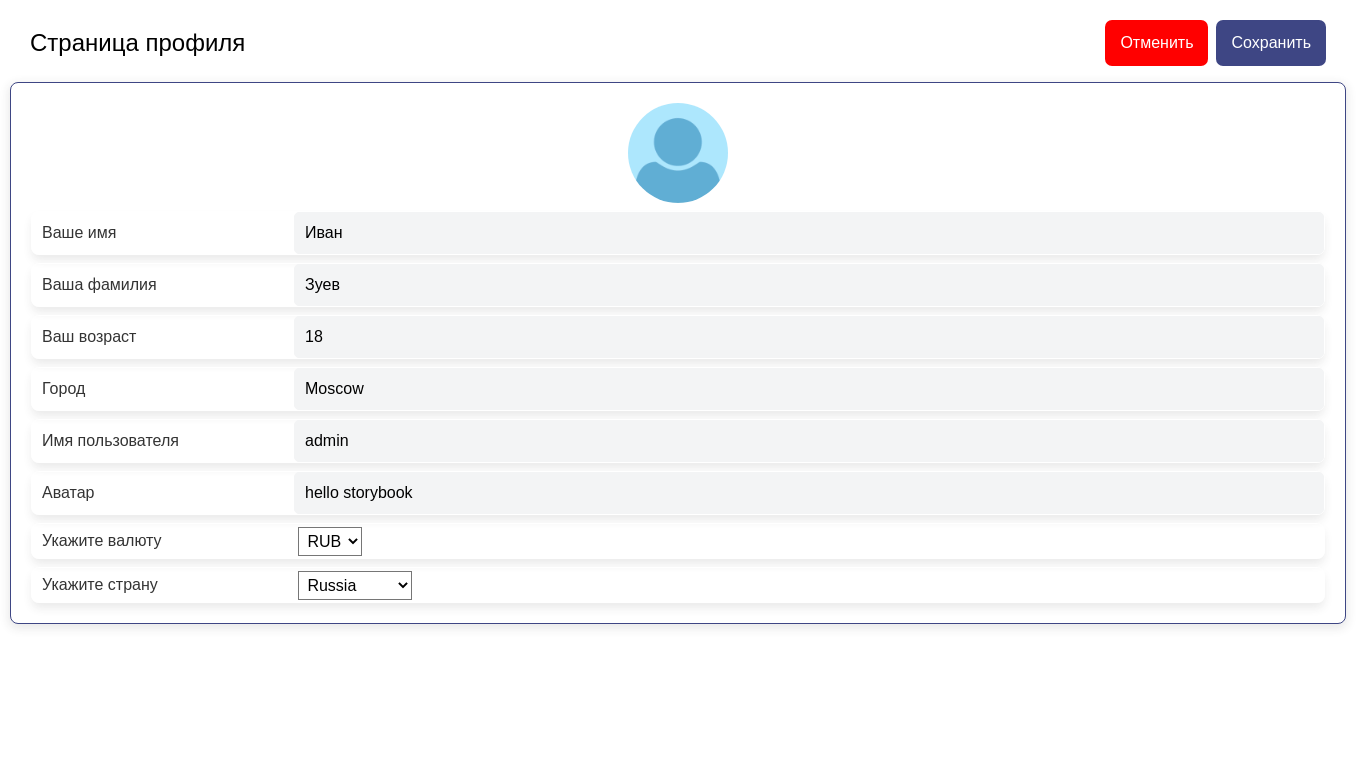 Страница профиля
Отменить Сохранить
Ваше имя Иван
Ваша фамилия Зуев
Ваш возраст 18
Город Moscow
Имя пользователя admin
Аватар hello storybook
Укажите валюту RUB
Укажите страну Russia